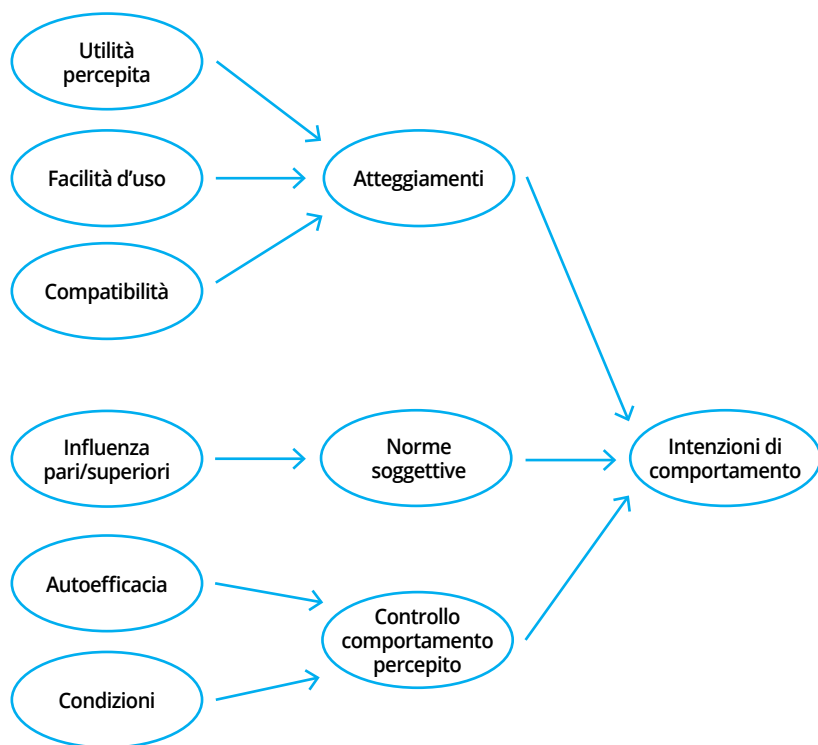 Utilità
percepita
Facilità d'uso
Atteggiamenti
Compatibilità
Influenza
pari/superiori
Norme
soggettive
Intenzioni di
comportamento
Autoefficacia
Controllo
comportamento
percepito
Condizioni